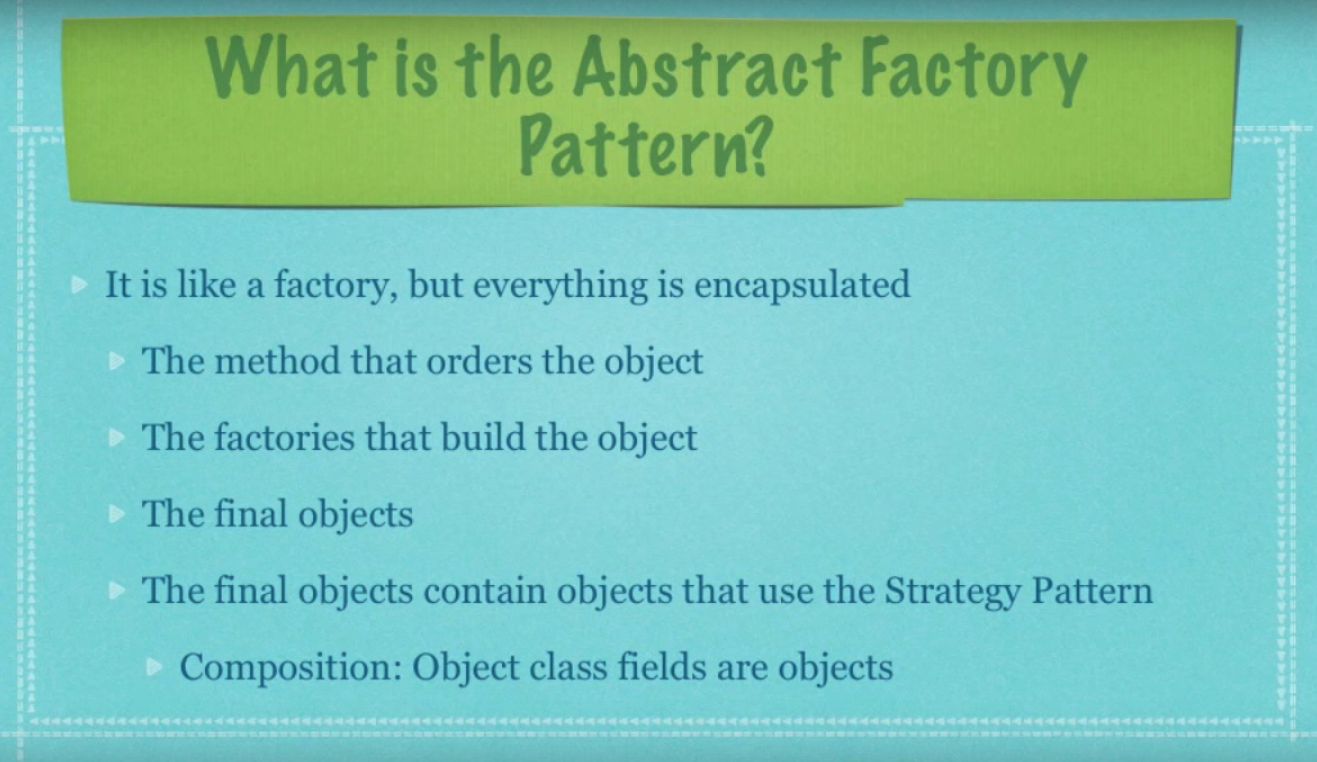 What is the Abstract Factory
Pattern?
It is like a factory, but everything is encapsulated
The method that orders the object
The factories that build the object
The final objects
The final objects contain objects that use the Strategy Pattern
Composition: Object class fields are objects